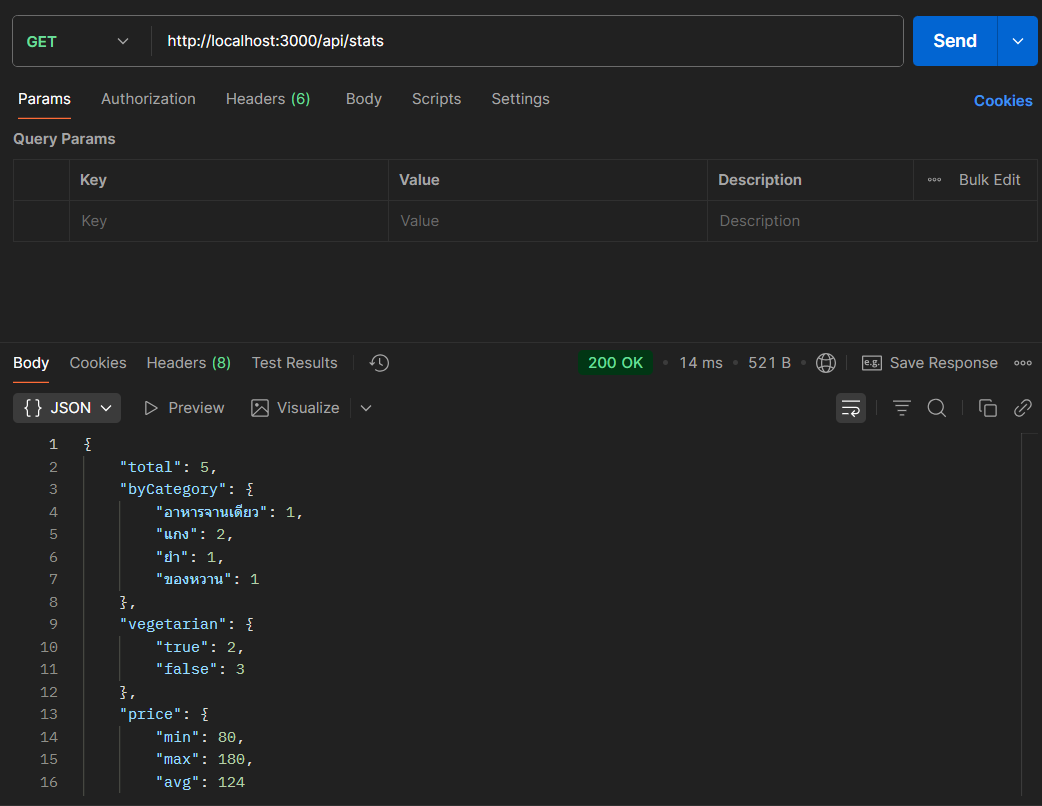 GET http://localhost:3000/api/stats Send
Params Authorization Headers (6) Body Scripts Settings Cookies
Query Params
Key Value Description Bulk Edit
Key Value Description
Body Cookies Headers (8) Test Results 200 OK • 14 ms • 521 B • e.g. Save Response
{} JSON Preview Visualize
1 {
2 "total": 5,
3 "byCategory": {
4 "อาหารจานเดียว": 1,
5 "แกง": 2,
6 "ยำ": 1,
7 "ของหวาน": 1
8 },
9 "vegetarian": {
10 "true": 2,
11 "false": 3
12 },
13 "price": {
14 "min": 80,
15 "max": 180,
16 "avg": 124